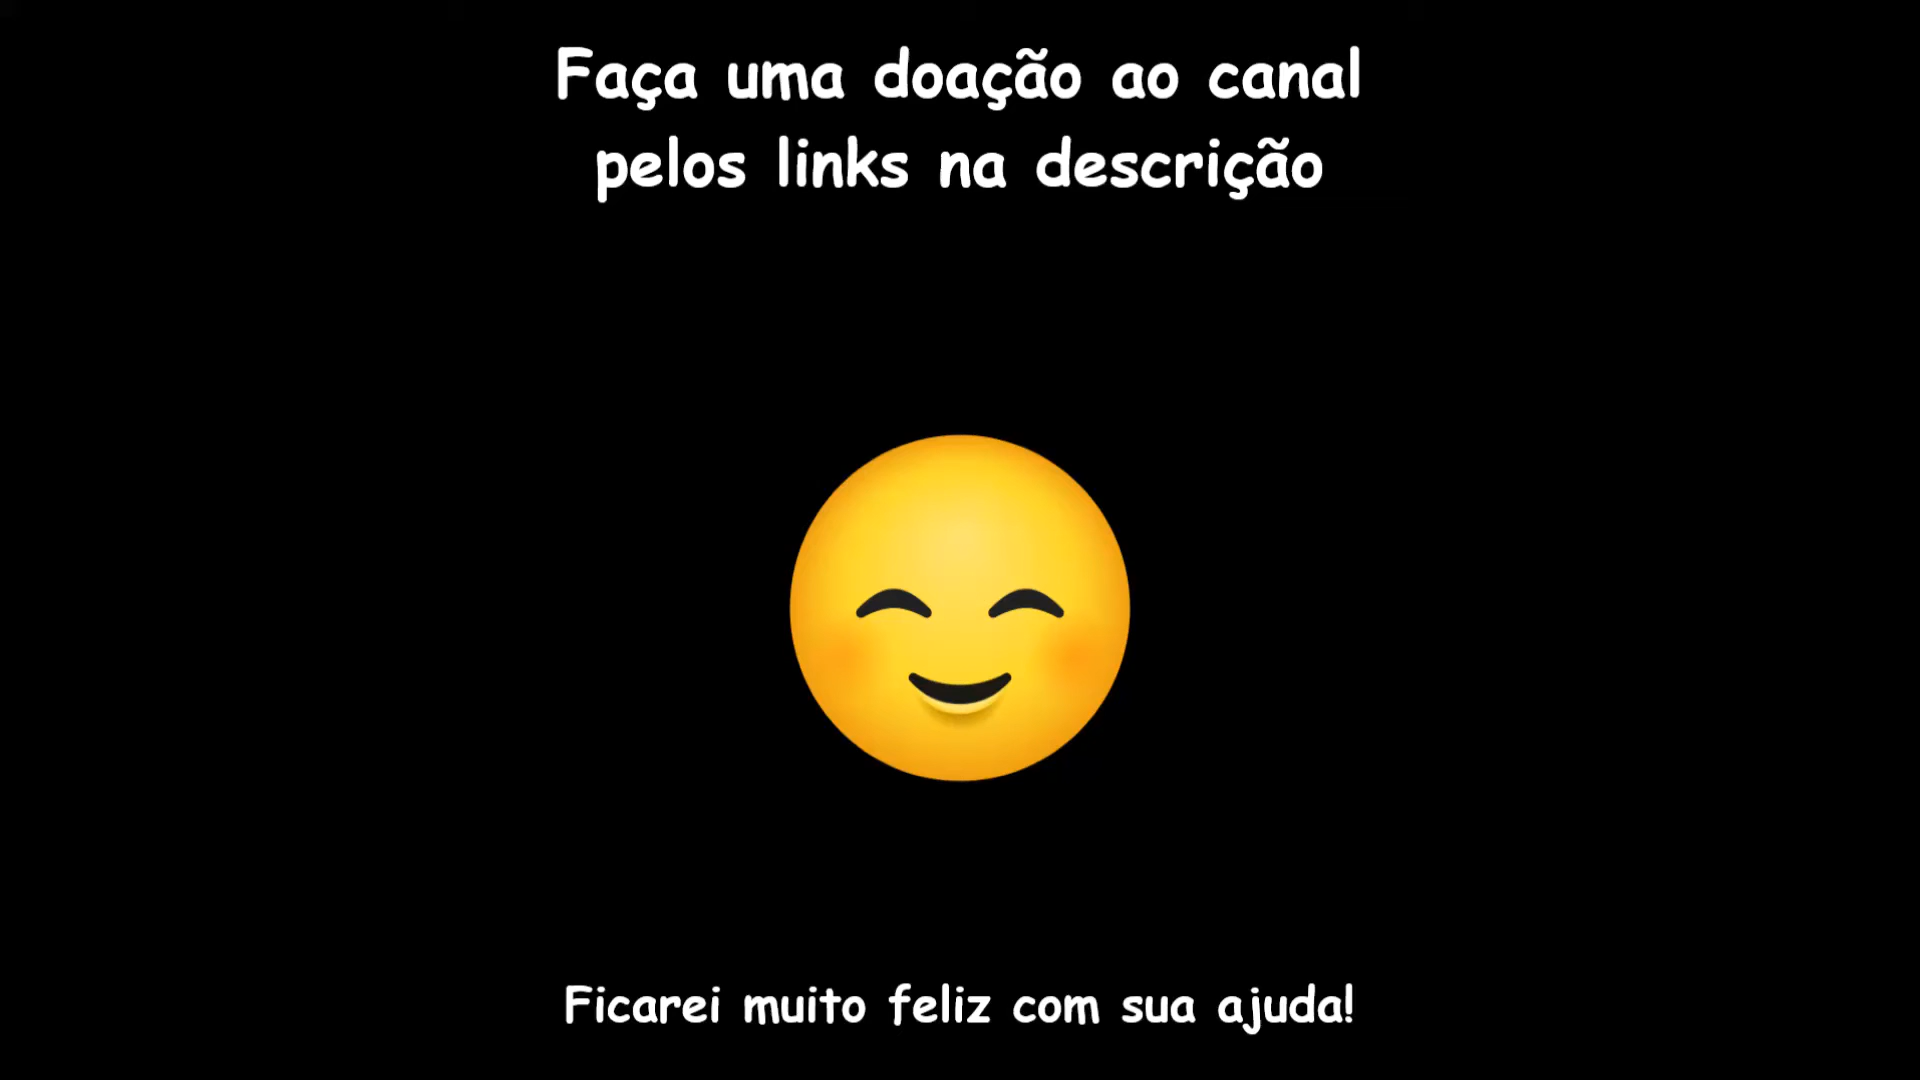 Faça uma doação ao canal
pelos links na descrição
Ficarei muito feliz com sua ajuda!